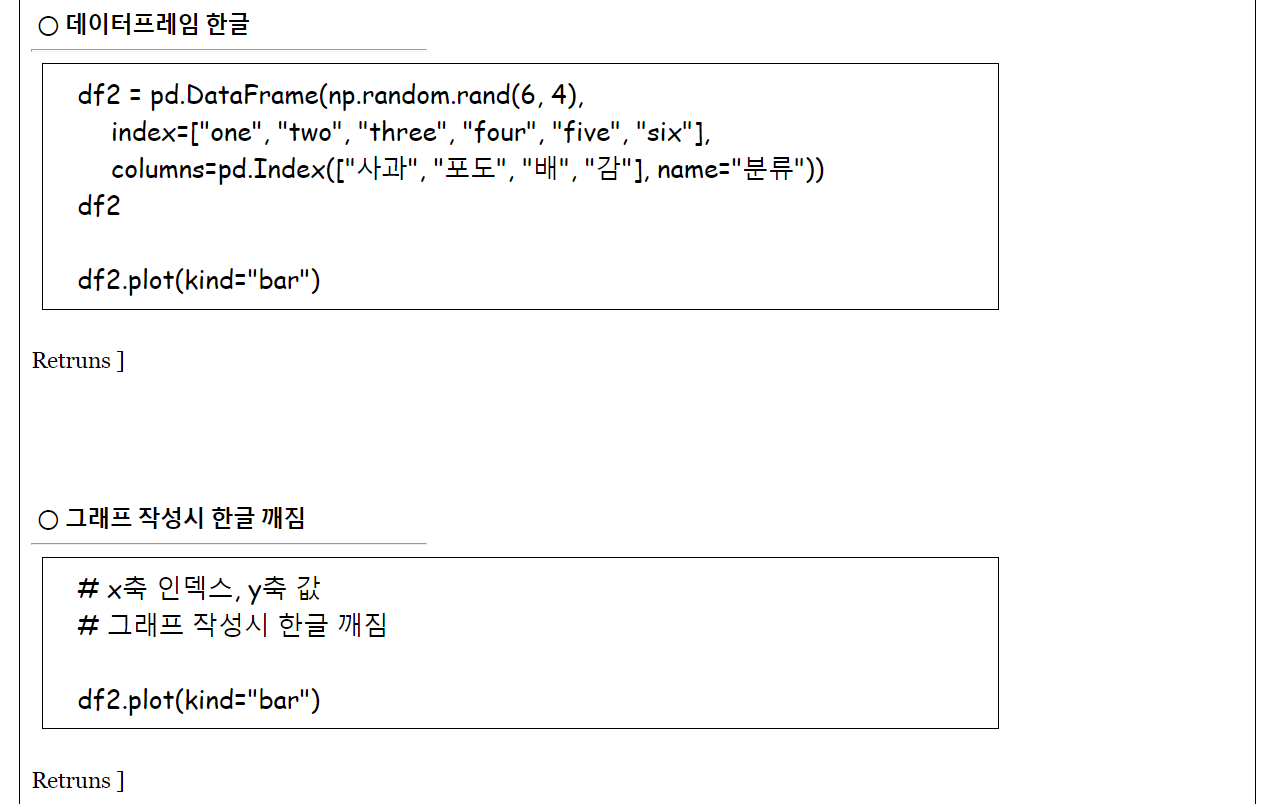 ○ 데이터프레임 한글
df2 = pd.DataFrame(np.random.rand(6, 4),
index=["one", "two", "three", "four", "five", "six"],
columns=pd.Index(["사과", "포도", "배", "감"], name="분류"))
df2
df2.plot(kind="bar")
Retruns ]
○ 그래프 작성시 한글 깨짐
# x축 인덱스, y축 값
# 그래프 작성시 한글 깨짐
df2.plot(kind="bar")
Retruns ]